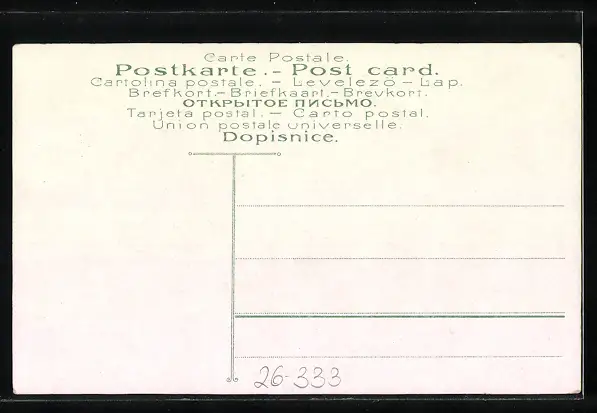 Carte Postale.
Postkarte. - Post card.
Cartolina postale. - Levelező - Lap.
Brefkort. - Briefkaart. - Brevkort.
ОТКРЫТОЕ ПИСЬМО.
Tarjeta postal. - Carto postal.
Union postale universelle.
Dopisnice.
26-333